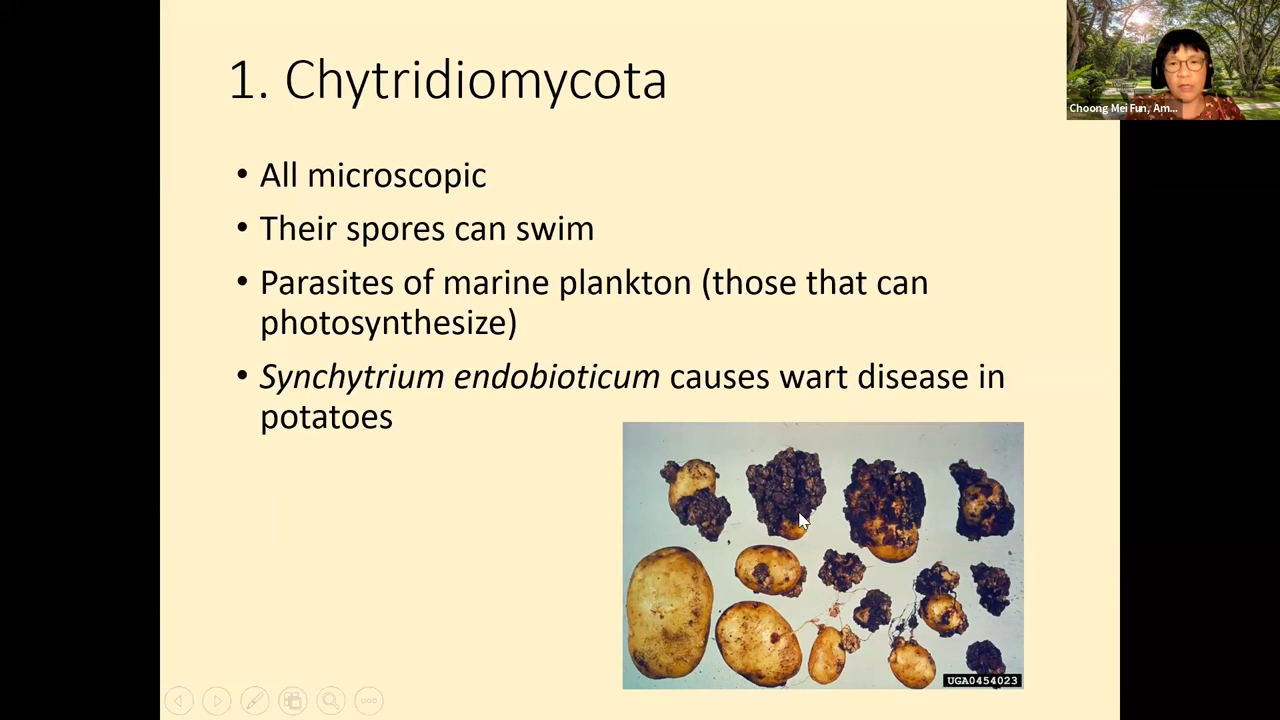 1. Chytridiomycota
Choong Mei Fun, Am...
• All microscopic
• Their spores can swim
• Parasites of marine plankton (those that can
photosynthesize)
• Synchytrium endobioticum causes wart disease in
potatoes
UGA0454023